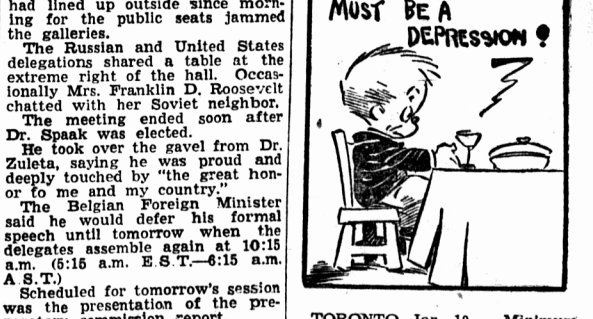 had lined up outside since morn-
ing for the public seats jammed
the galleries.
The Russian and United States
delegations shared a table at the
extreme right of the hall. Occas-
ionally Mrs. Franklin D. Roosevelt
chatted with her Soviet neighbor.
The meeting ended soon after
Dr. Spaak was elected.
He took over the gavel from Dr.
Zuleta, saying he was proud and
deeply touched by "the great hon-
or to me and my country."
The Belgian Foreign Minister
said he would defer his formal
speech until tomorrow when the
delegates assemble again at 10:15
a.m. (5:15 a.m. E.S.T.—6:15 a.m.
A.S.T.)
Scheduled for tomorrow's session
was the presentation of the pre-
commission report
MUST BE A
DEPRESSION!
TORONTO Jan. 10 Minimum